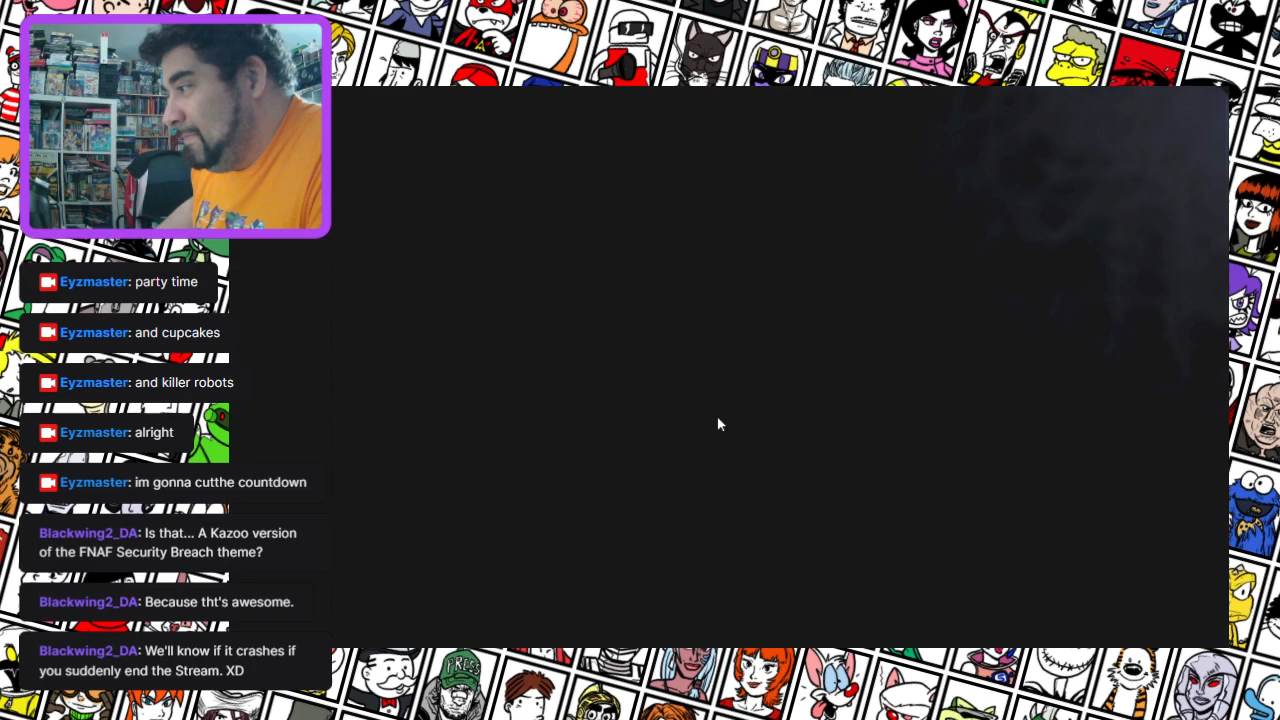 Eyzmaster: party time
Eyzmaster: and cupcakes
Eyzmaster: and killer robots
Eyzmaster: alright
Eyzmaster: im gonna cutthe countdown
Blackwing2_DA: Is that... A Kazoo version
of the FNAF Security Breach theme?
Blackwing2_DA: Because tht's awesome.
Blackwing2_DA: We'll know if it crashes if
you suddenly end the Stream. XD
PRESS